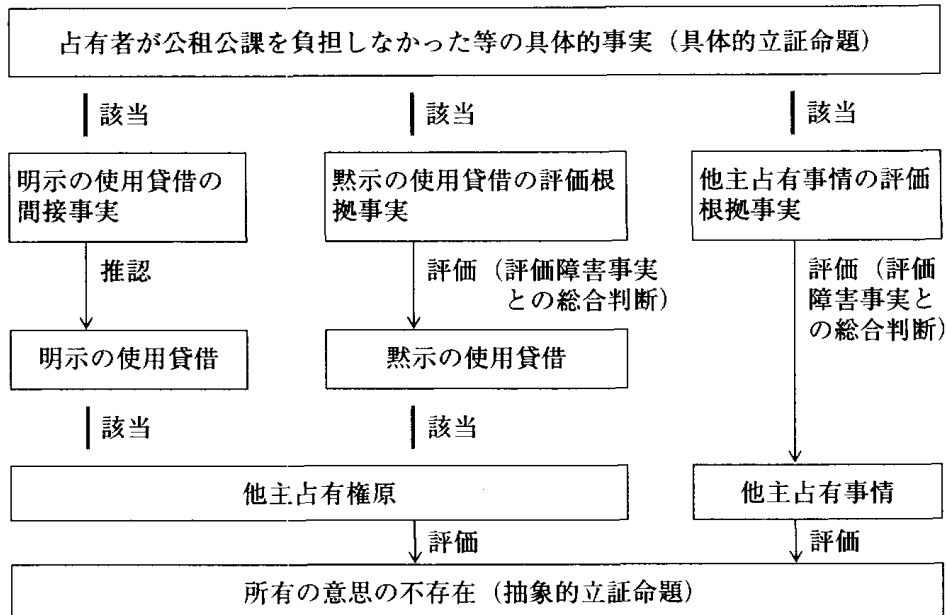 占有者が公租公課を負担しなかった等の具体的事実（具体的立証命題）
該当
該当
該当
明示の使用貸借の
間接事実
黙示の使用貸借の評価根
拠事実
他主占有事情の評価
根拠事実
推認
評価（評価障害事実
との総合判断）
評価（評価
障害事実と
の総合判断）
明示の使用貸借
黙示の使用貸借
該当
該当
他主占有権原
他主占有事情
評価
評価
所有の意思の不存在（抽象的立証命題）